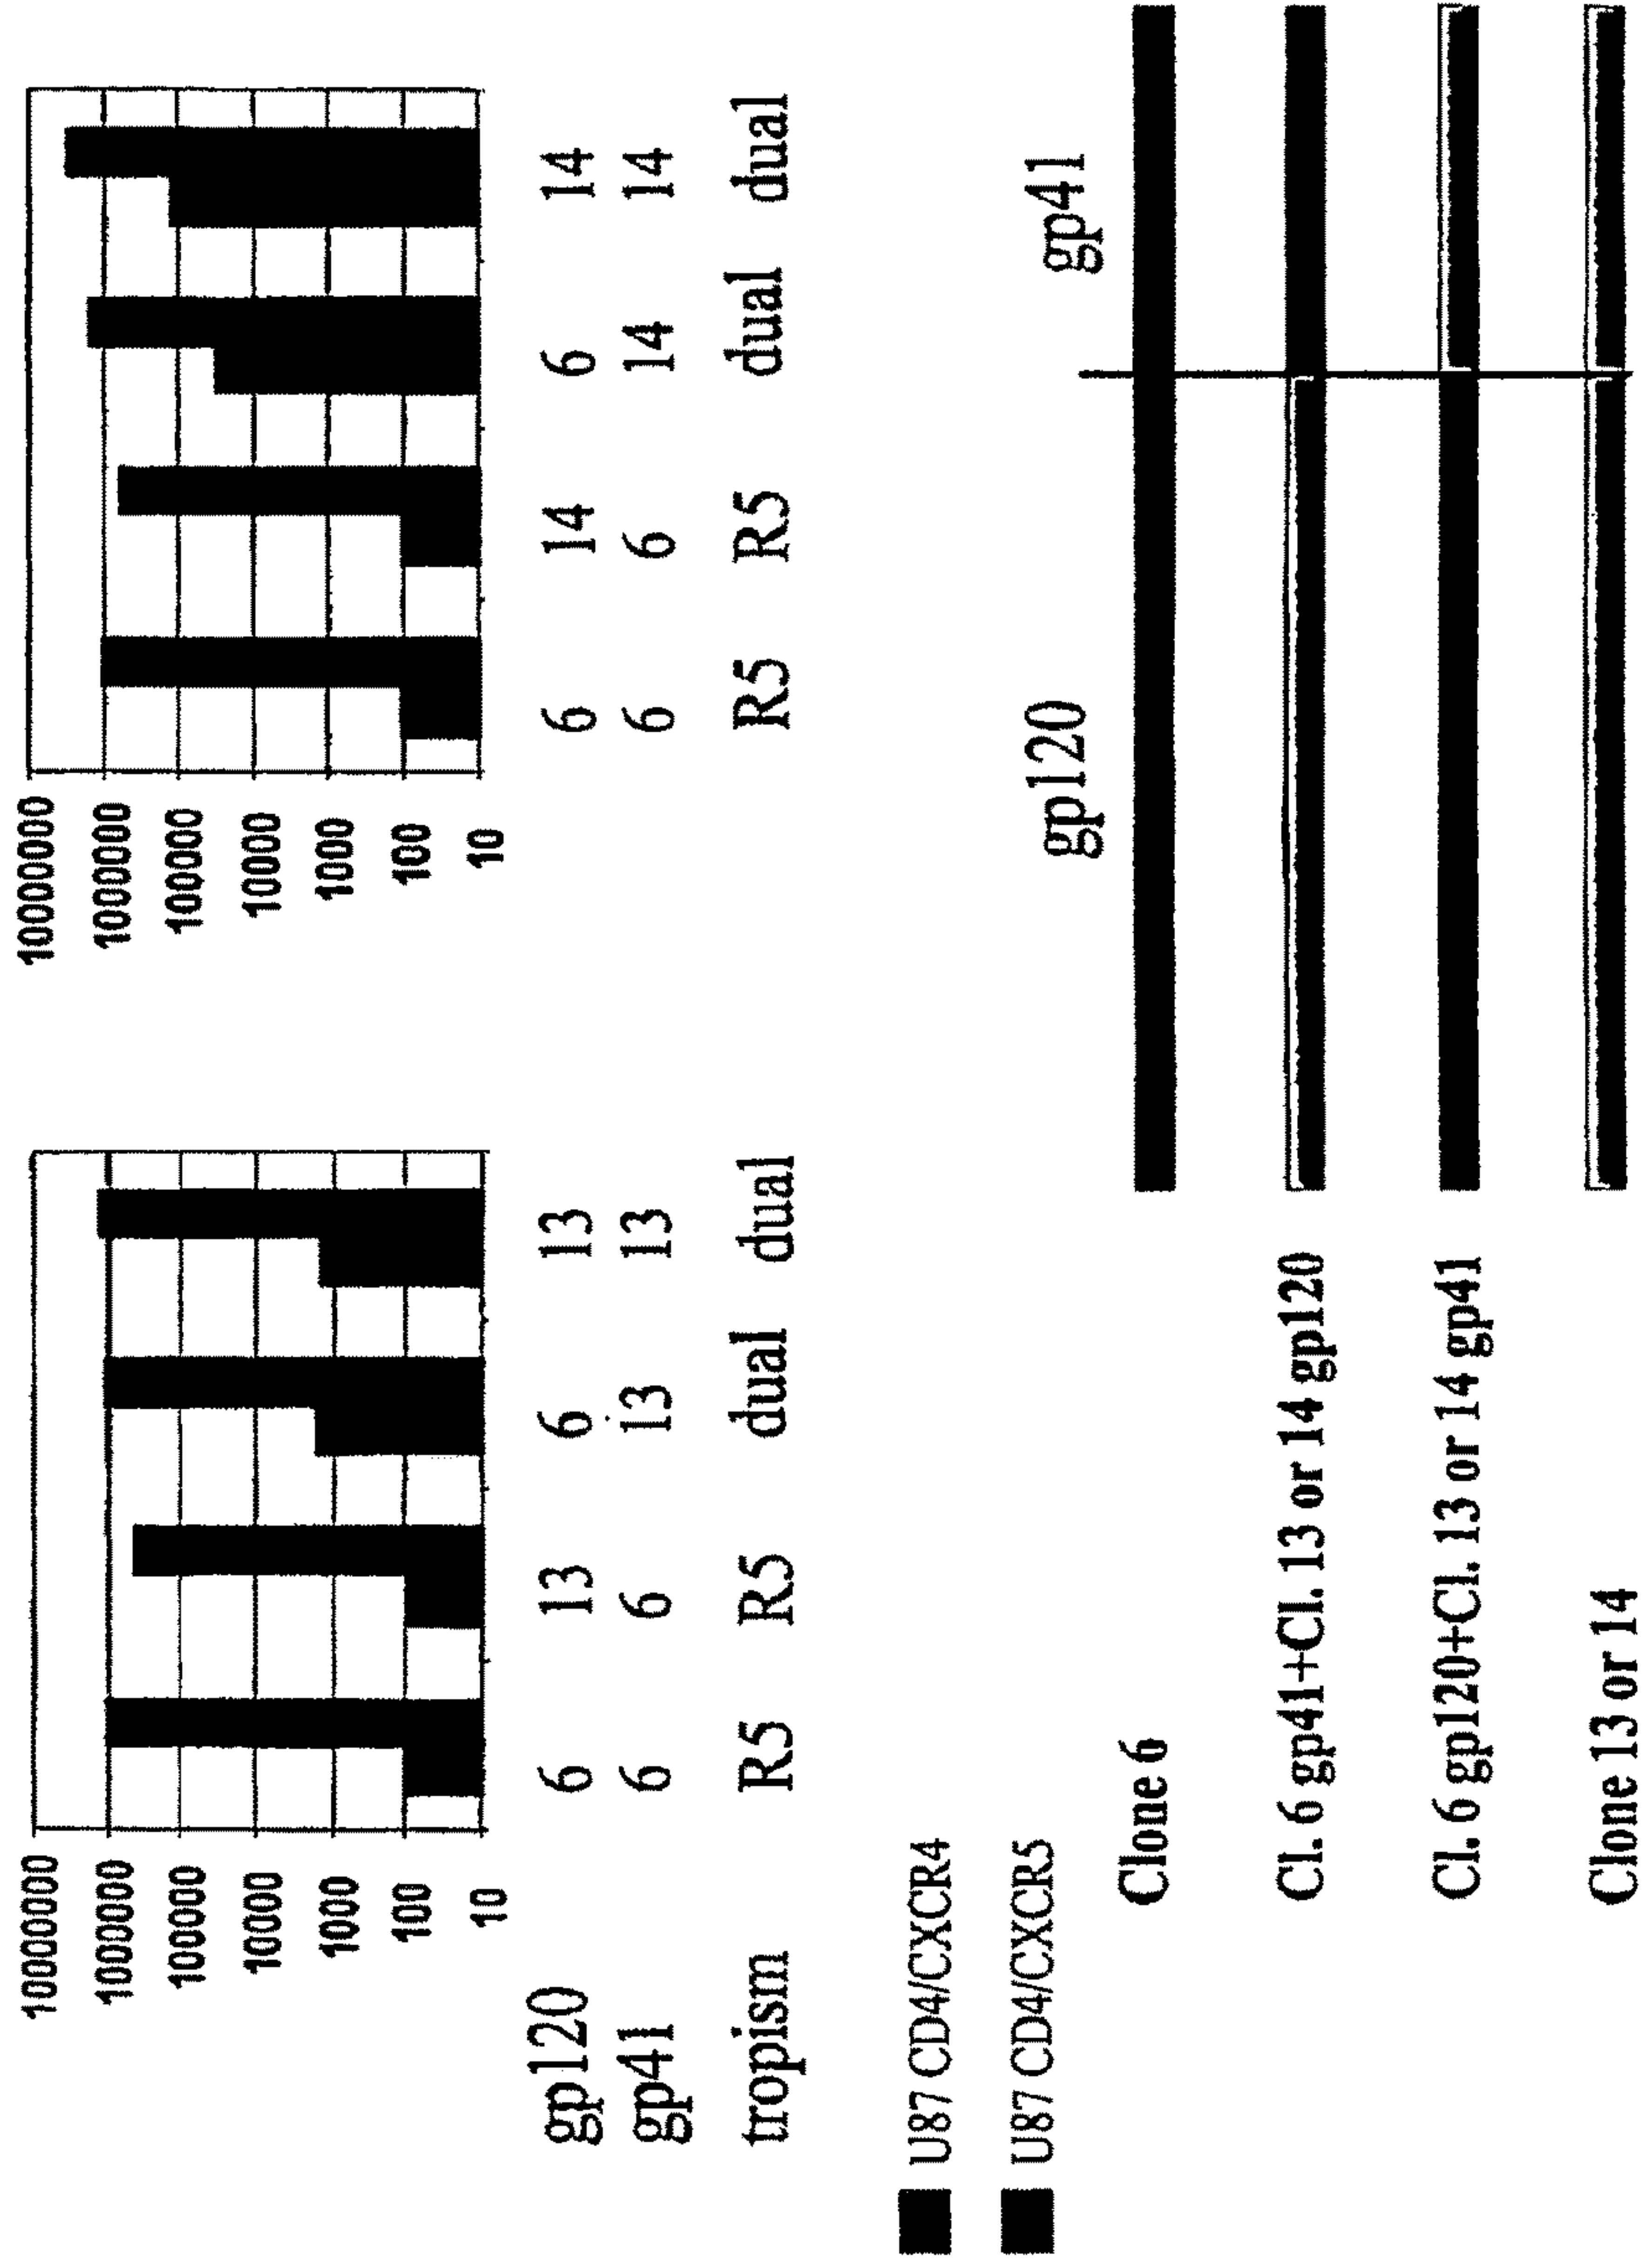 10000000 10000000
1000000 1000000
100000 100000
10000 10000
1000 1000
100 100
10 10
gp120 6 13 6 13 6 14 6 14
gp41 6 6 13 13 6 6 14 14
tropism R5 R5 dual dual R5 R5 dual dual
U87 CD4/CXCR4
U87 CD4/CXCR5
gp120 gp41
Clone 6
Cl. 6 gp41+Cl. 13 or 14 gp120
Cl. 6 gp120+Cl. 13 or 14 gp41
Clone 13 or 14